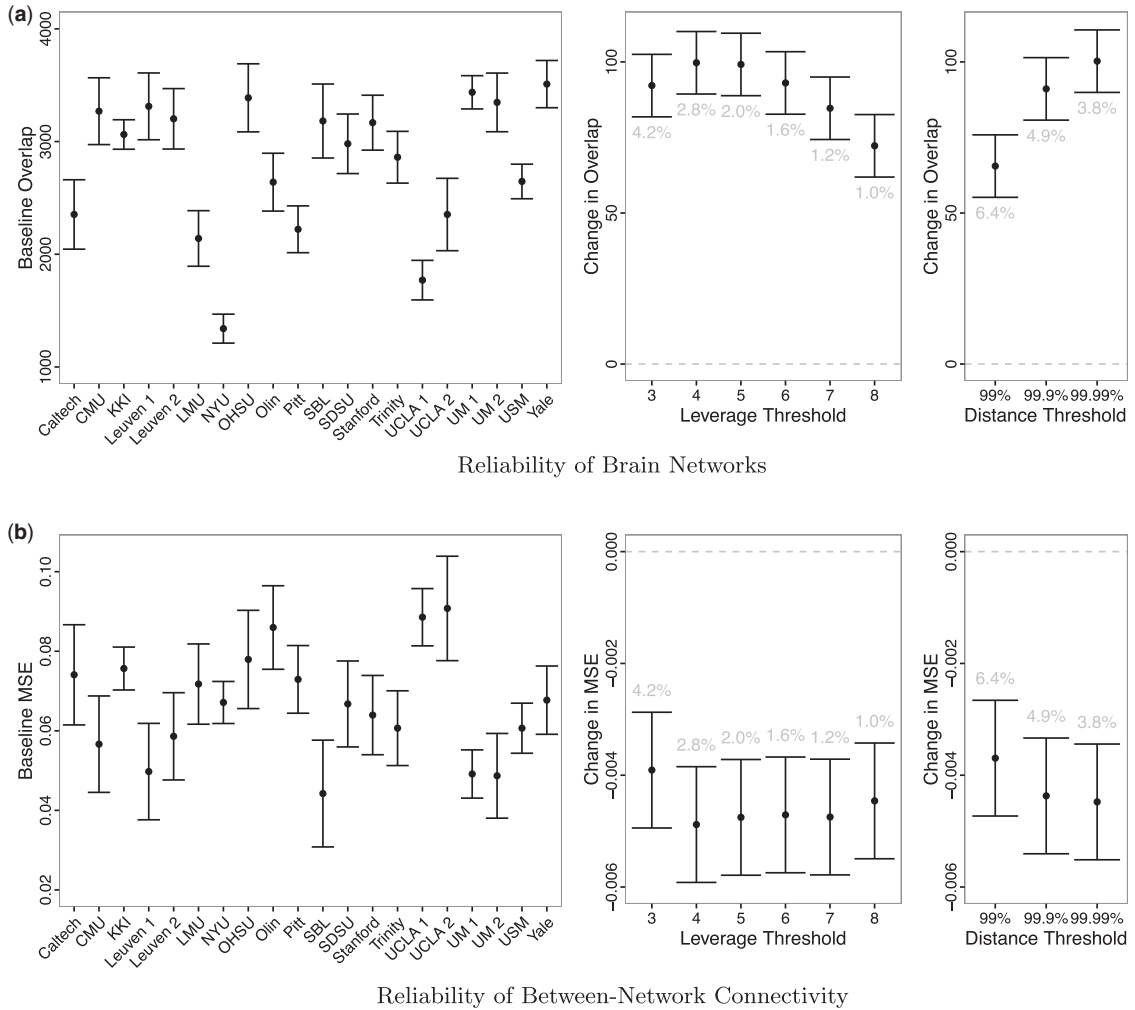 (a)
Baseline Overlap
4000
3000
2000
1000
Caltech
CMU
KKI
Leuven 1
Leuven 2
LMU
NYU
OHSU
Olin
Pitt
SBL
SDSU
Stanford
Trinity
UCLA 1
UCLA 2
UM 1
UM 2
USM
Yale
Change in Overlap
100
50
0
4.2%
2.8%
2.0%
1.6%
1.2%
1.0%
3 4 5 6 7 8
Leverage Threshold
Change in Overlap
100
50
0
6.4%
4.9%
3.8%
99% 99.9% 99.99%
Distance Threshold
Reliability of Brain Networks
(b)
Baseline MSE
0.10
0.08
0.06
0.04
0.02
Caltech
CMU
KKI
Leuven 1
Leuven 2
LMU
NYU
OHSU
Olin
Pitt
SBL
SDSU
Stanford
Trinity
UCLA 1
UCLA 2
UM 1
UM 2
USM
Yale
Change in MSE
0.000
−0.002
−0.004
−0.006
4.2%
2.8%
2.0%
1.6%
1.2%
1.0%
3 4 5 6 7 8
Leverage Threshold
Change in MSE
0.000
−0.002
−0.004
−0.006
6.4%
4.9%
3.8%
99% 99.9% 99.99%
Distance Threshold
Reliability of Between-Network Connectivity